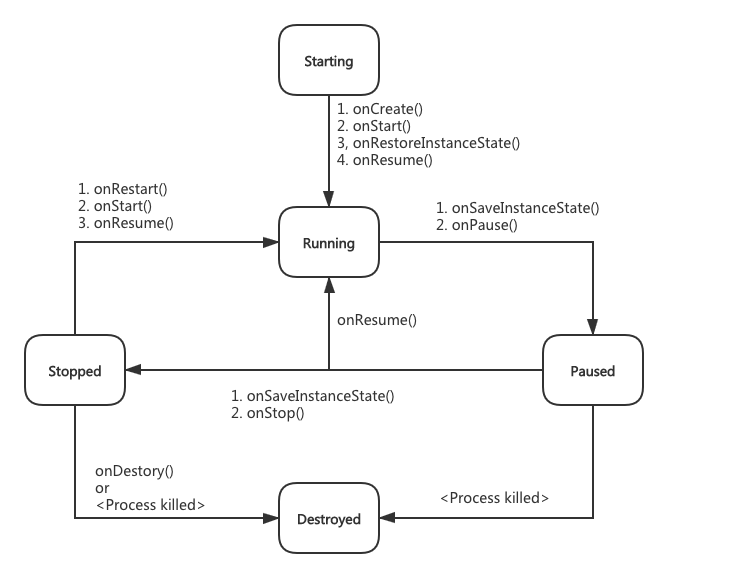 Starting
1. onCreate()
2. onStart()
3, onRestoreInstanceState()
4. onResume()
1. onRestart()
2. onStart()
3. onResume()
1. onSaveInstanceState()
2. onPause()
Running
onResume()
Stopped
Paused
1. onSaveInstanceState()
2. onStop()
onDestory()
or
<Process killed>
<Process killed>
Destroyed